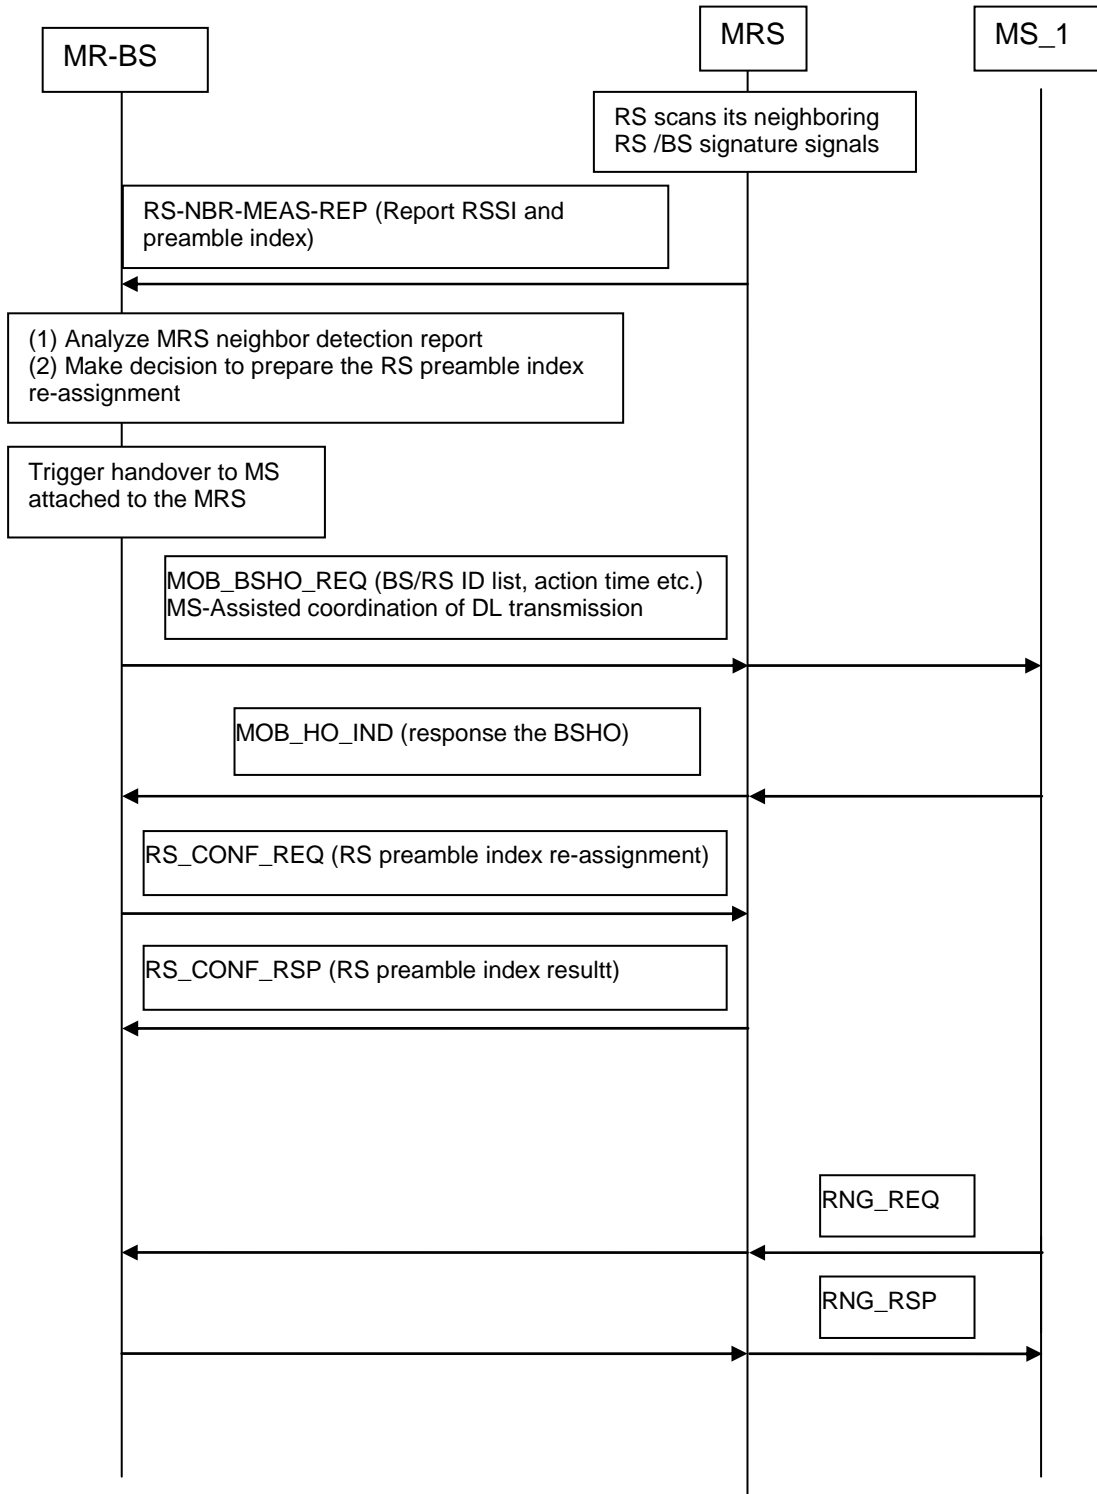 MR-BS
MRS
MS_1
RS scans its neighboring
RS /BS signature signals
RS-NBR-MEAS-REP (Report RSSI and
preamble index)
(1) Analyze MRS neighbor detection report
(2) Make decision to prepare the RS preamble index
re-assignment
Trigger handover to MS
attached to the MRS
MOB_BSHO_REQ (BS/RS ID list, action time etc.)
MS-Assisted coordination of DL transmission
MOB_HO_IND (response the BSHO)
RS_CONF_REQ (RS preamble index re-assignment)
RS_CONF_RSP (RS preamble index resultt)
RNG_REQ
RNG_RSP